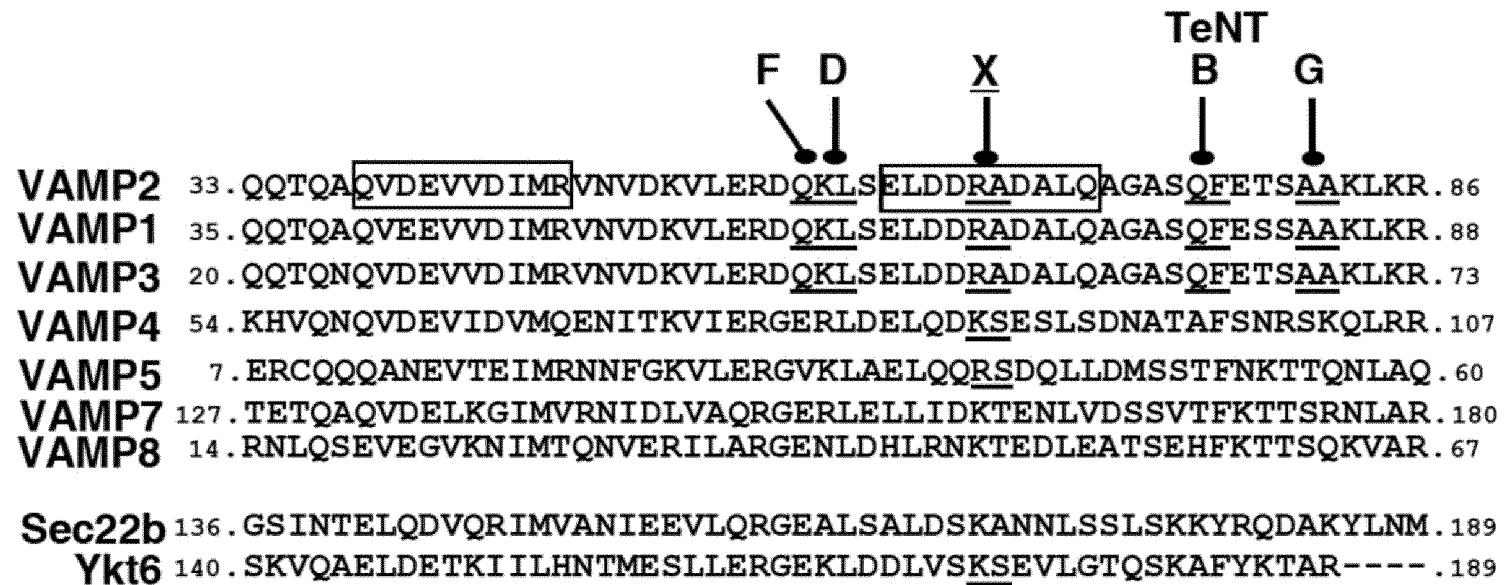 TeNT
F D X B G
VAMP2 33.QQTQAQVDEVVDIMRVNVDKVLERDQKLSELDDRADALQAGASQFETSAAKLKR.86
VAMP1 35.QQTQAQVEEVVDIMRVNVDKVLERDQKLSELDDRADALQAGASQFESSAAKLKR.88
VAMP3 20.QQTQNQVDEVVDIMRVNVDKVLERDQKLSELDDRADALQAGASQFETSAAKLKR.73
VAMP4 54.KHVQNQVDEVIDVMQENITKVIERGERLDELQDKSESLSDNATAFSNRSKQLRR.107
VAMP5 7.ERCQQQANEVTEIMRNNFGKVLERGVKLAELQQRSDQLLDMSSTFNKTTQNLAQ.60
VAMP7 127.TETQAQVDELKGIMVRNIDLVAQRGERLELLIDKTENLVDSSVTFKTTSRNLAR.180
VAMP8 14.RNLQSEVEGVKNIMTQNVERILARGENLDHLRNKTEDLEATSEHFKTTSQKVAR.67
Sec22b 136.GSINTELQDVQRIMVANIEEVLQRGEALSALDSKANNLSSLSKKYRQDAKYLNM.189
Ykt6 140.SKVQAELDETKIILHNTMESLLERGEKLDDLVSKSEVLGTQSKAFYKTAR----.189